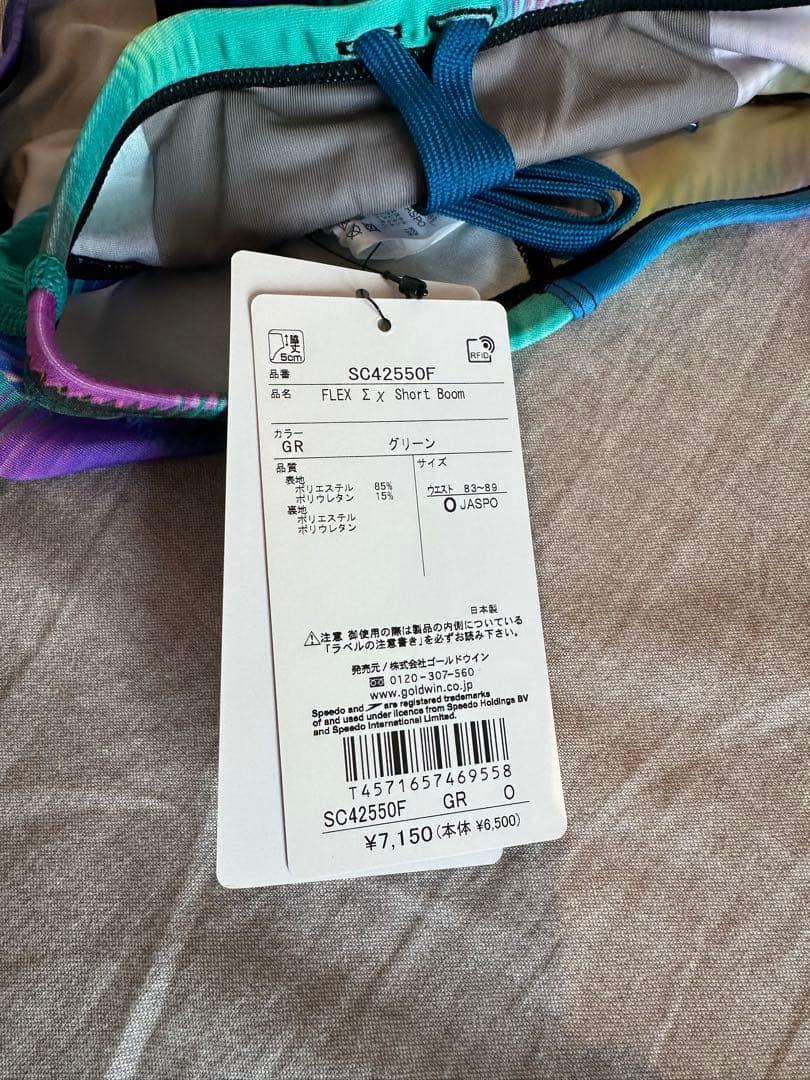 ASPO
脇丈
5cm
RFID
品番 SC42550F
品名 FLEX Σ χ Short Boom
カラー
GR グリーン
品質
表地
ポリエステル 85%
ポリウレタン 15%
裏地
ポリエステル
ポリウレタン
サイズ
ウエスト 83〜89
O JASPO
日本製
⚠注意 御使用の際は製品の内側についている
「ラベルの注意書き」を必ずお読み下さい。
発売元/株式会社ゴールドウイン
0120-307-560
www.goldwin.co.jp
Speedo and are registered trademarks
of and used under licence from Speedo Holdings BV
and Speedo International Limited.
T4571657469558
SC42550F GR O
¥7,150(本体 ¥6,500)